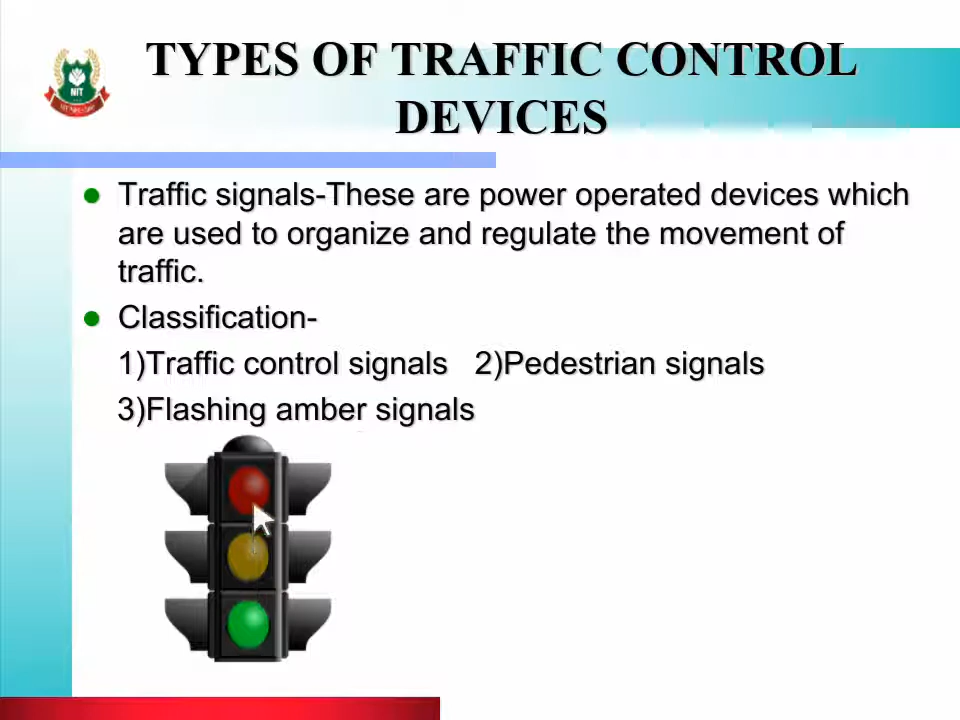 TYPES OF TRAFFIC CONTROL
DEVICES
NIT
Traffic signals-These are power operated devices which
are used to organize and regulate the movement of
traffic.
Classification-
1)Traffic control signals 2)Pedestrian signals
3)Flashing amber signals